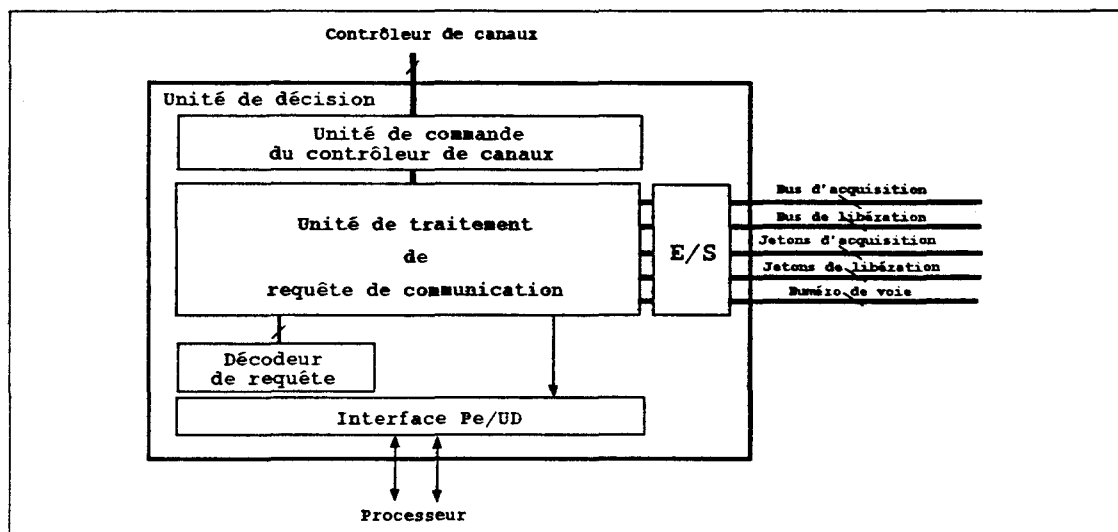 Contrôleur de canaux
Unité de décision
Unité de commande
du contrôleur de canaux
Unité de traitement
de
requête de communication
E/S
Bus d'acquisition
Bus de libération
Jetons d'acquisition
Jetons de libération
Numéro de voie
Décodeur
de requête
Interface Pe/UD
Processeur